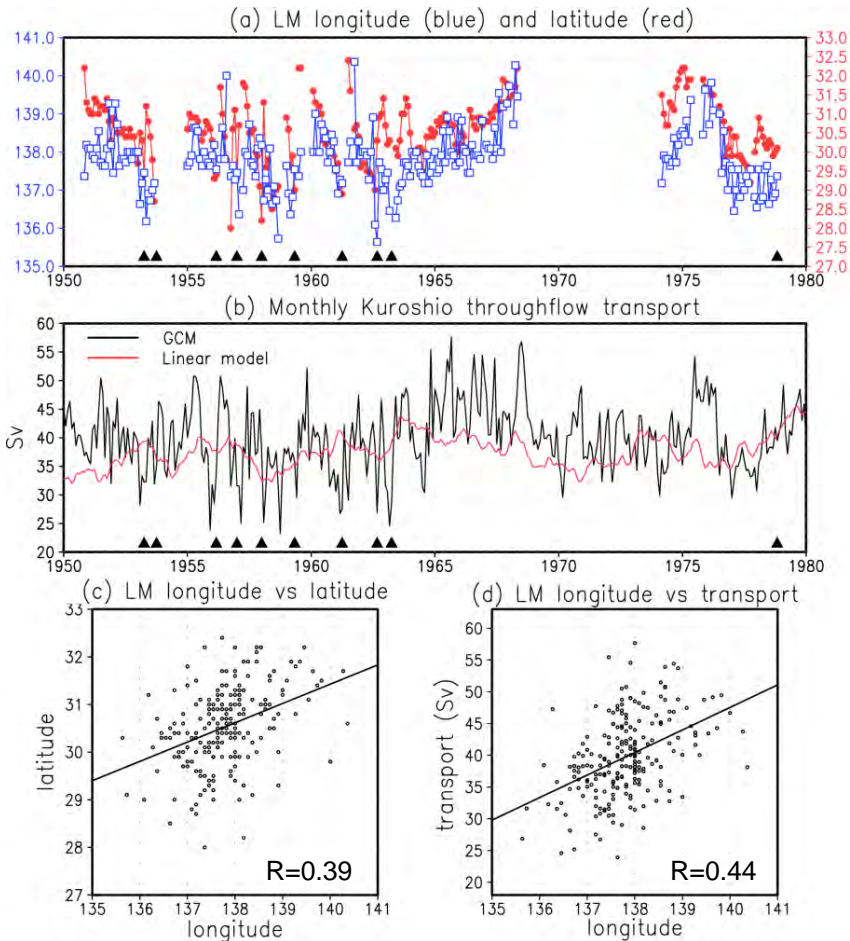 (a) LM longitude (blue) and latitude (red)
141.0 33.0
32.5
140.0 32.0
31.5
139.0 31.0
30.5
138.0 30.0
29.5
137.0 29.0
28.5
136.0 28.0
27.5
135.0 27.0
1950 1955 1960 1965 1970 1975 1980
(b) Monthly Kuroshio throughflow transport
60
55
50
45
40
35
30
25
20
Sv
GCM
Linear model
1950 1955 1960 1965 1970 1975 1980
(c) LM longitude vs latitude
33
32
31
30
29
28
27
latitude
R=0.39
135 136 137 138 139 140 141
longitude
(d) LM longitude vs transport
60
55
50
45
40
35
30
25
20
transport (Sv)
R=0.44
135 136 137 138 139 140 141
longitude